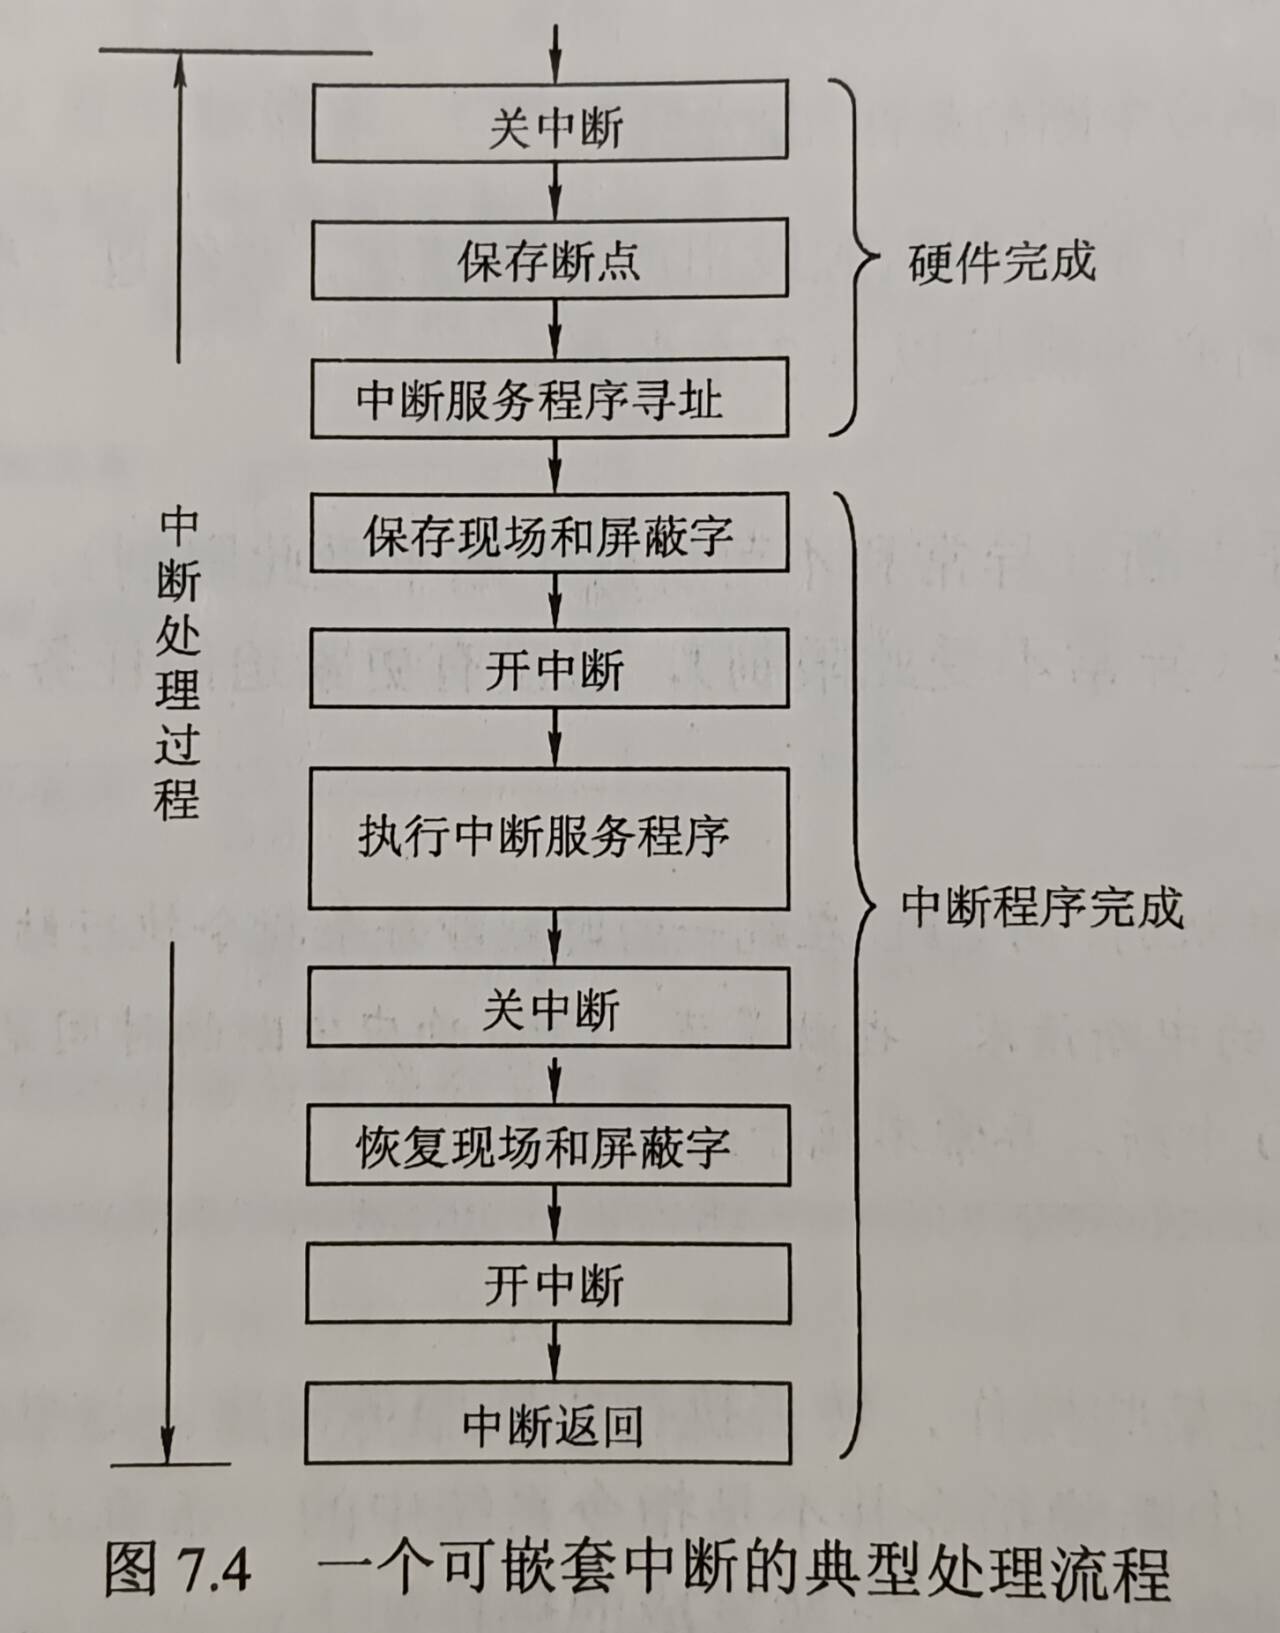 关中断
保存断点
硬件完成
中断服务程序寻址
保存现场和屏蔽字
开中断
中断处理过程
执行中断服务程序
中断程序完成
关中断
恢复现场和屏蔽字
开中断
中断返回
图 7.4 一个可嵌套中断的典型处理流程